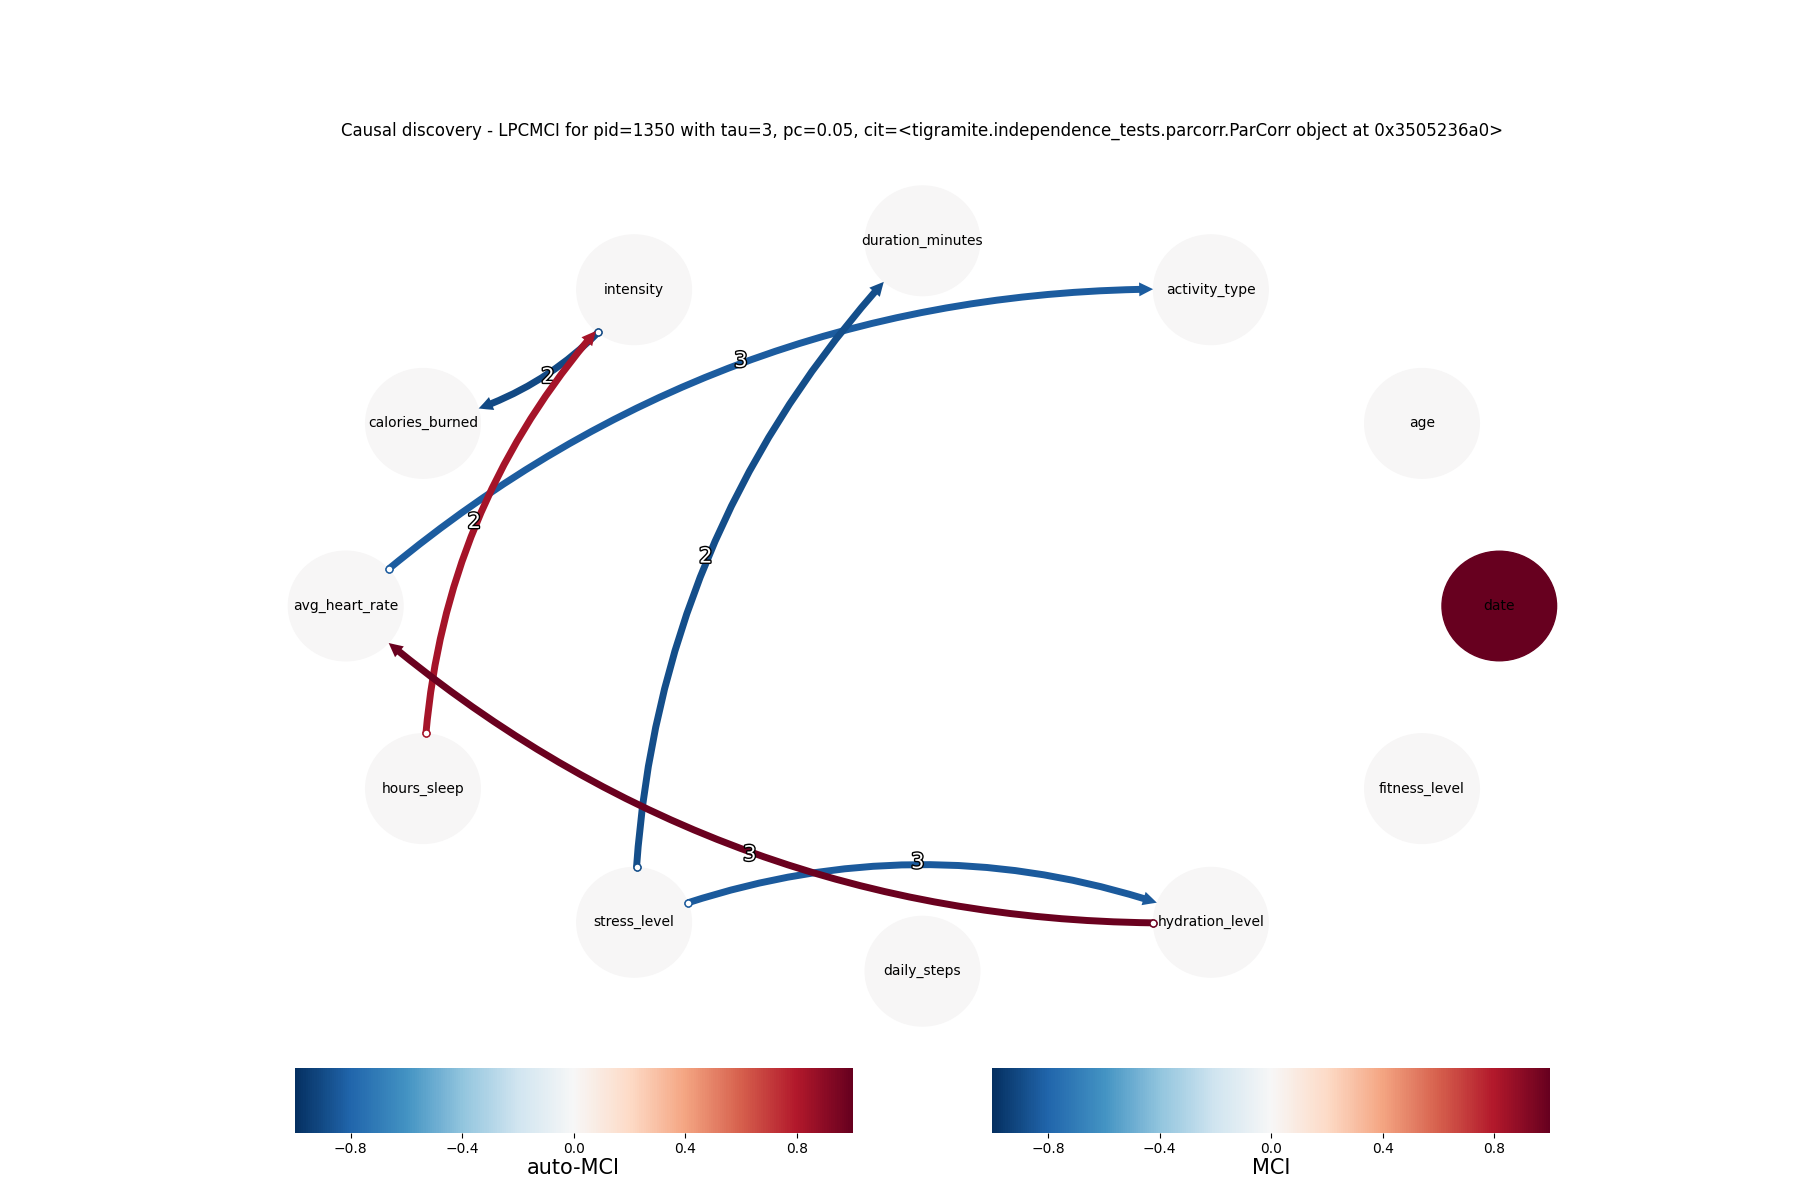 Causal discovery - LPCMCI for pid=1350 with tau=3, pc=0.05, cit=<tigramite.independence_tests.parcorr.ParCorr object at 0x3505236a0>
duration_minutes
intensity
activity_type
3
2
calories_burned
age
2
2
avg_heart_rate
date
hours_sleep
fitness_level
3
3
stress_level
hydration_level
daily_steps
−0.8 −0.4 0.0 0.4 0.8
auto-MCI
−0.8 −0.4 0.0 0.4 0.8
MCI